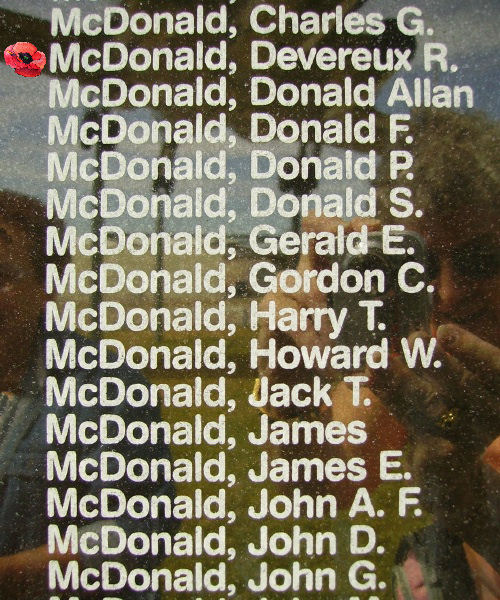 McDonald, Charles G.
McDonald, Devereux R.
McDonald, Donald Allan
McDonald, Donald F.
McDonald, Donald P.
McDonald, Donald S.
McDonald, Gerald E.
McDonald, Gordon C.
McDonald, Harry T.
McDonald, Howard W.
McDonald, Jack T.
McDonald, James
McDonald, James E.
McDonald, John A. F.
McDonald, John D.
McDonald, John G.